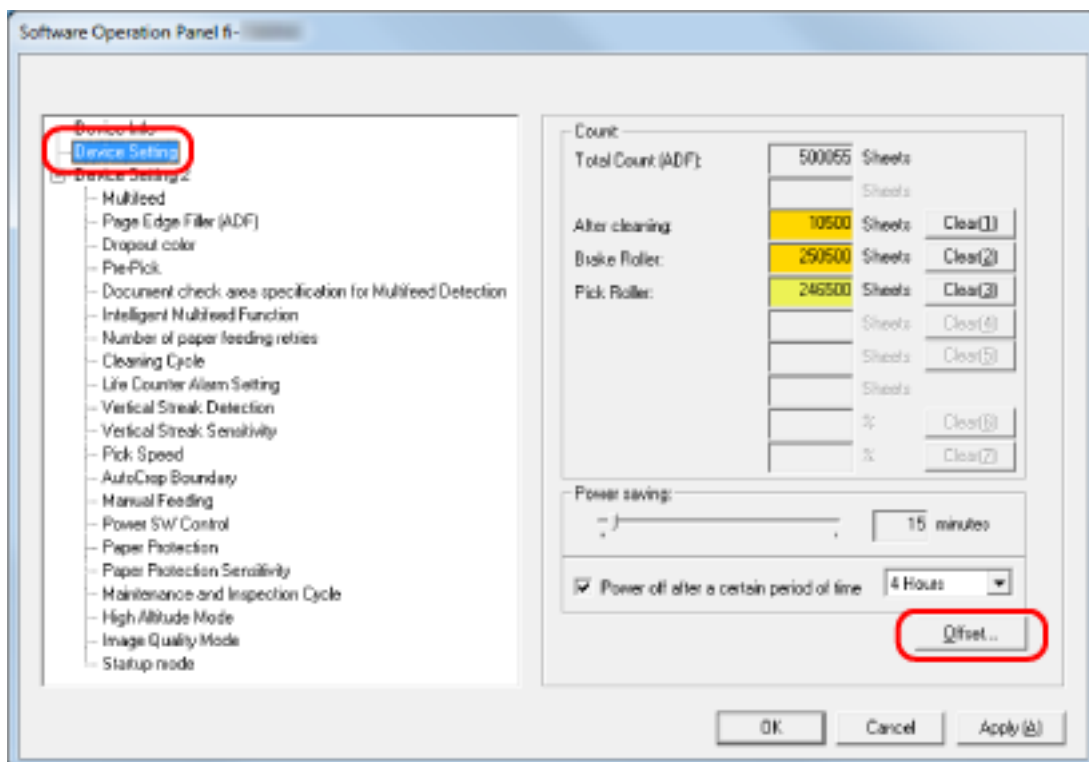 Software Operation Panel fi-
Device Info
Device Setting
Device Setting 2
Multifeed
Page Edge Filler (ADF)
Dropout color
Pre-Pick
Document check area specification for Multifeed Detection
Intelligent Multifeed Function
Number of paper feeding retries
Cleaning Cycle
Life Counter Alarm Setting
Vertical Streak Detection
Vertical Streak Sensitivity
Pick Speed
AutoCrop Boundary
Manual Feeding
Power SW Control
Paper Protection
Paper Protection Sensitivity
Maintenance and Inspection Cycle
High Altitude Mode
Image Quality Mode
Startup mode
Count
Total Count (ADF): 500055 Sheets
Sheets
After cleaning: 10500 Sheets Clear(1)
Brake Roller: 250500 Sheets Clear(2)
Pick Roller: 246500 Sheets Clear(3)
Sheets Clear(4)
Sheets Clear(5)
Sheets
% Clear(6)
% Clear(7)
Power saving:
15 minutes
Power off after a certain period of time 4 Hours
Offset...
OK Cancel Apply (A)